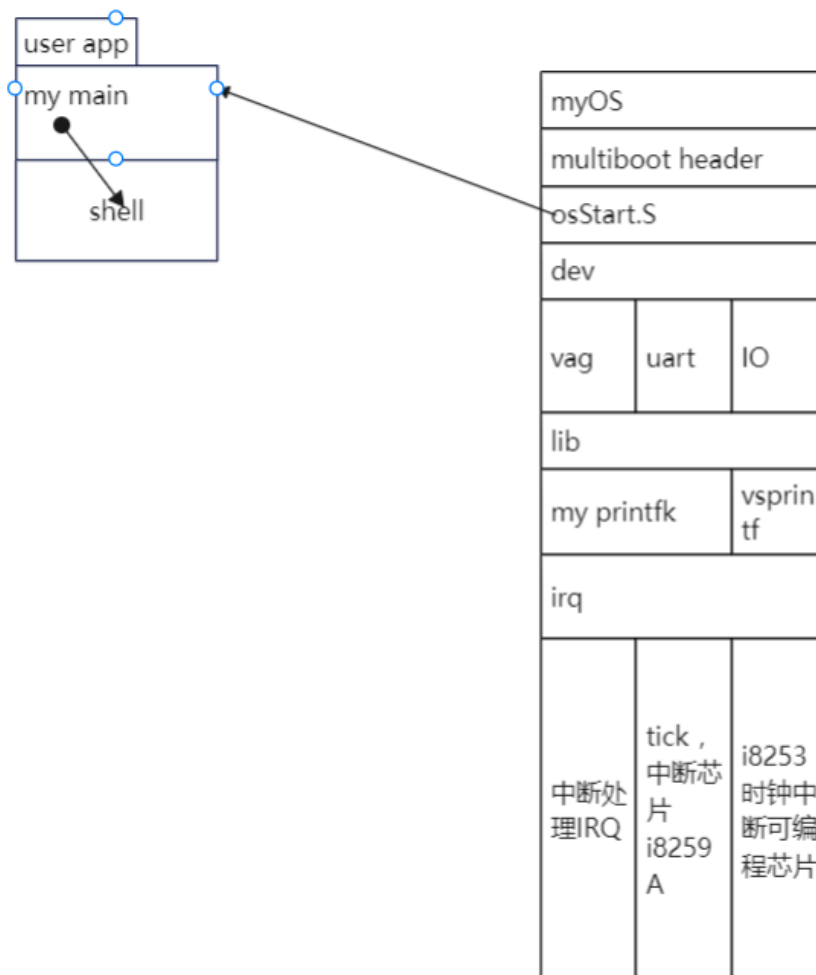 user app
my main
shell
myOS
multiboot header
osStart.S
dev
vag
uart
IO
lib
my printfk
vsprin
tf
irq
中断处
理IRQ
tick，
中断芯
片
i8259
A
i8253
时钟中
断可编
程芯片